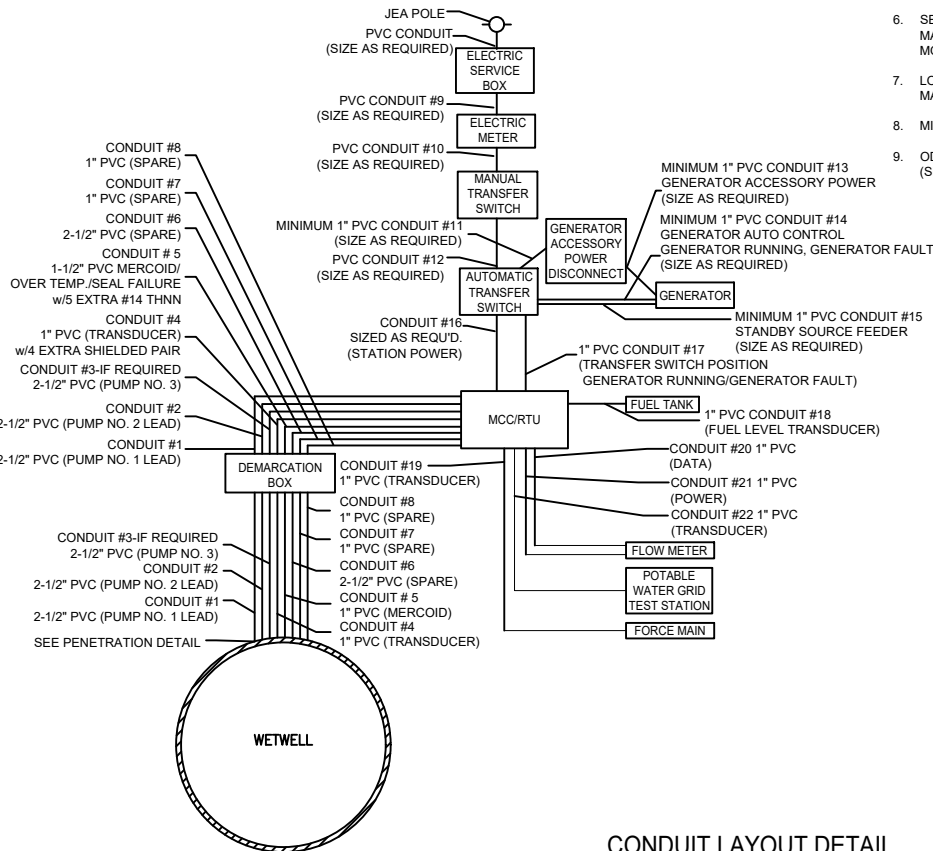 JEA POLE
PVC CONDUIT
(SIZE AS REQUIRED)
ELECTRIC
SERVICE
BOX
PVC CONDUIT #9
(SIZE AS REQUIRED)
ELECTRIC
METER
PVC CONDUIT #10
(SIZE AS REQUIRED)
MANUAL
TRANSFER
SWITCH
MINIMUM 1" PVC CONDUIT #11
(SIZE AS REQUIRED)
GENERATOR
ACCESSORY
POWER
DISCONNECT
PVC CONDUIT #12
(SIZE AS REQUIRED)
AUTOMATIC
TRANSFER
SWITCH
MINIMUM 1" PVC CONDUIT #13
GENERATOR ACCESSORY POWER
(SIZE AS REQUIRED)
MINIMUM 1" PVC CONDUIT #14
GENERATOR AUTO CONTROL
GENERATOR RUNNING, GENERATOR FAULT
(SIZE AS REQUIRED)
GENERATOR
MINIMUM 1" PVC CONDUIT #15
STANDBY SOURCE FEEDER
(SIZE AS REQUIRED)
CONDUIT #16
SIZED AS REQU'D.
(STATION POWER)
1" PVC CONDUIT #17
(TRANSFER SWITCH POSITION
GENERATOR RUNNING/GENERATOR FAULT)
CONDUIT #8
1" PVC (SPARE)
CONDUIT #7
1" PVC (SPARE)
CONDUIT #6
2-1/2" PVC (SPARE)
CONDUIT # 5
1-1/2" PVC MERCOID/
OVER TEMP./SEAL FAILURE
w/5 EXTRA #14 THNN
CONDUIT #4
1" PVC (TRANSDUCER)
w/4 EXTRA SHIELDED PAIR
CONDUIT #3-IF REQUIRED
2-1/2" PVC (PUMP NO. 3)
CONDUIT #2
2-1/2" PVC (PUMP NO. 2 LEAD)
CONDUIT #1
2-1/2" PVC (PUMP NO. 1 LEAD)
MCC/RTU
FUEL TANK
1" PVC CONDUIT #18
(FUEL LEVEL TRANSDUCER)
DEMARCATION
BOX
CONDUIT #19
1" PVC (TRANSDUCER)
CONDUIT #20 1" PVC
(DATA)
CONDUIT #21 1" PVC
(POWER)
CONDUIT #22 1" PVC
(TRANSDUCER)
CONDUIT #8
1" PVC (SPARE)
CONDUIT #7
1" PVC (SPARE)
CONDUIT #6
2-1/2" PVC (SPARE)
CONDUIT # 5
1" PVC (MERCOID)
CONDUIT #4
1" PVC (TRANSDUCER)
CONDUIT #3-IF REQUIRED
2-1/2" PVC (PUMP NO. 3)
CONDUIT #2
2-1/2" PVC (PUMP NO. 2 LEAD)
CONDUIT #1
2-1/2" PVC (PUMP NO. 1 LEAD)
SEE PENETRATION DETAIL
FLOW METER
POTABLE
WATER GRID
TEST STATION
FORCE MAIN
WETWELL
CONDUIT LAYOUT DETAIL
6.
7.
8.
9.